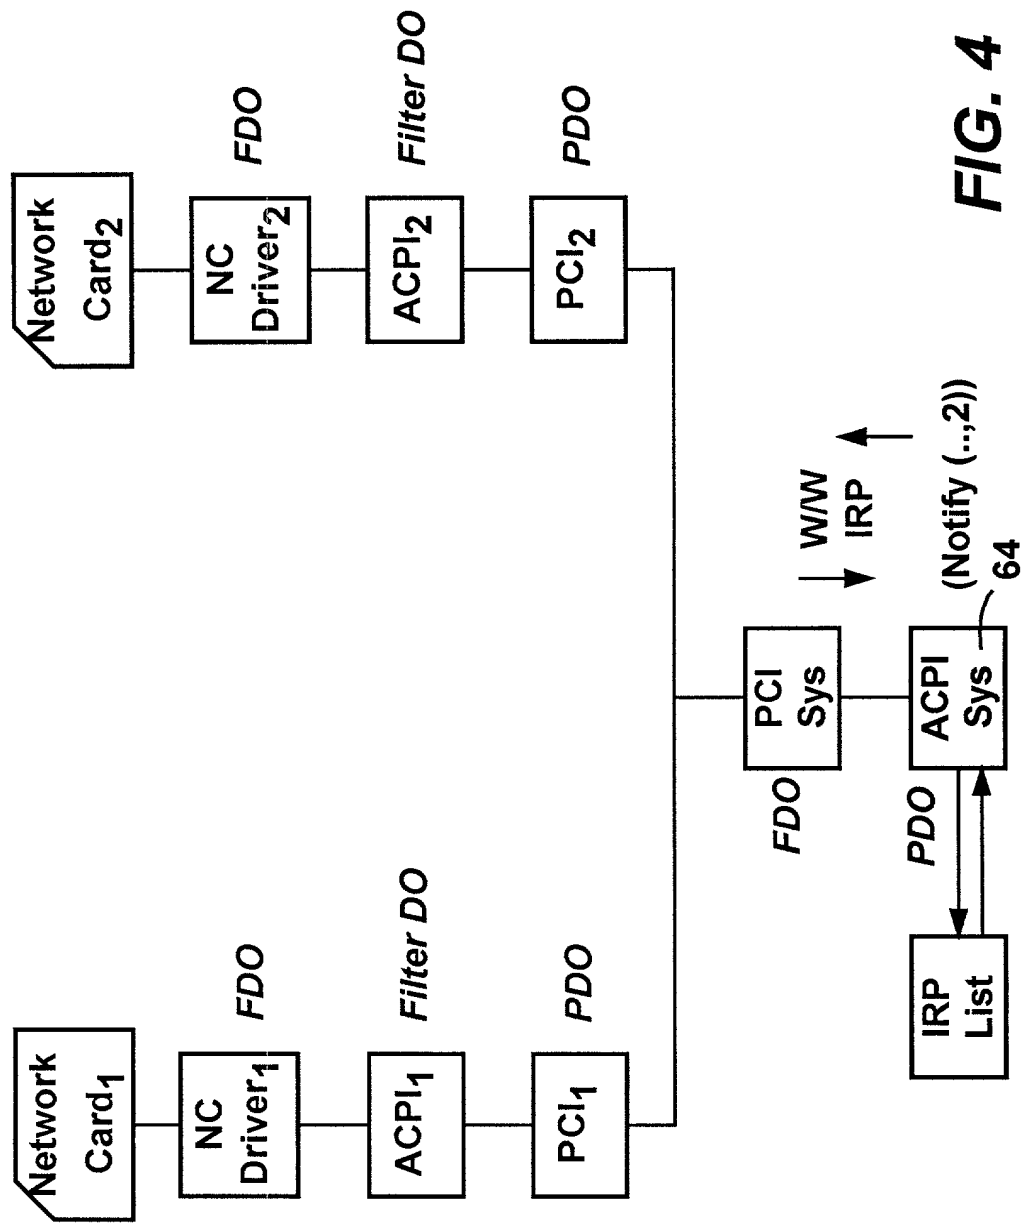 Network
Card1
NC
Driver1
FDO
ACPI1
Filter DO
PCI1
PDO
Network
Card2
NC
Driver2
FDO
ACPI2
Filter DO
PCI2
PDO
PCI
Sys
FDO
W/W
IRP
ACPI
Sys
PDO
(Notify (..,2))
64
IRP
List
FIG. 4